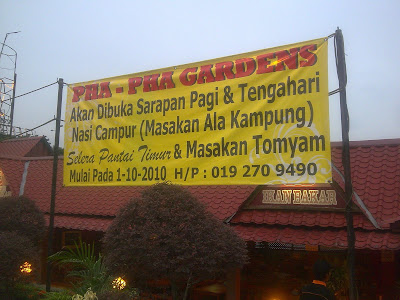 PHA - PHA GARDENS
Akan Dibuka Sarapan Pagi & Tengahari
Nasi Campur (Masakan Ala Kampung)
Selera Pantai Timur & Masakan Tomyam
Mulai Pada 1-10-2010 H/P : 019 270 9490
IKAN BAKAR